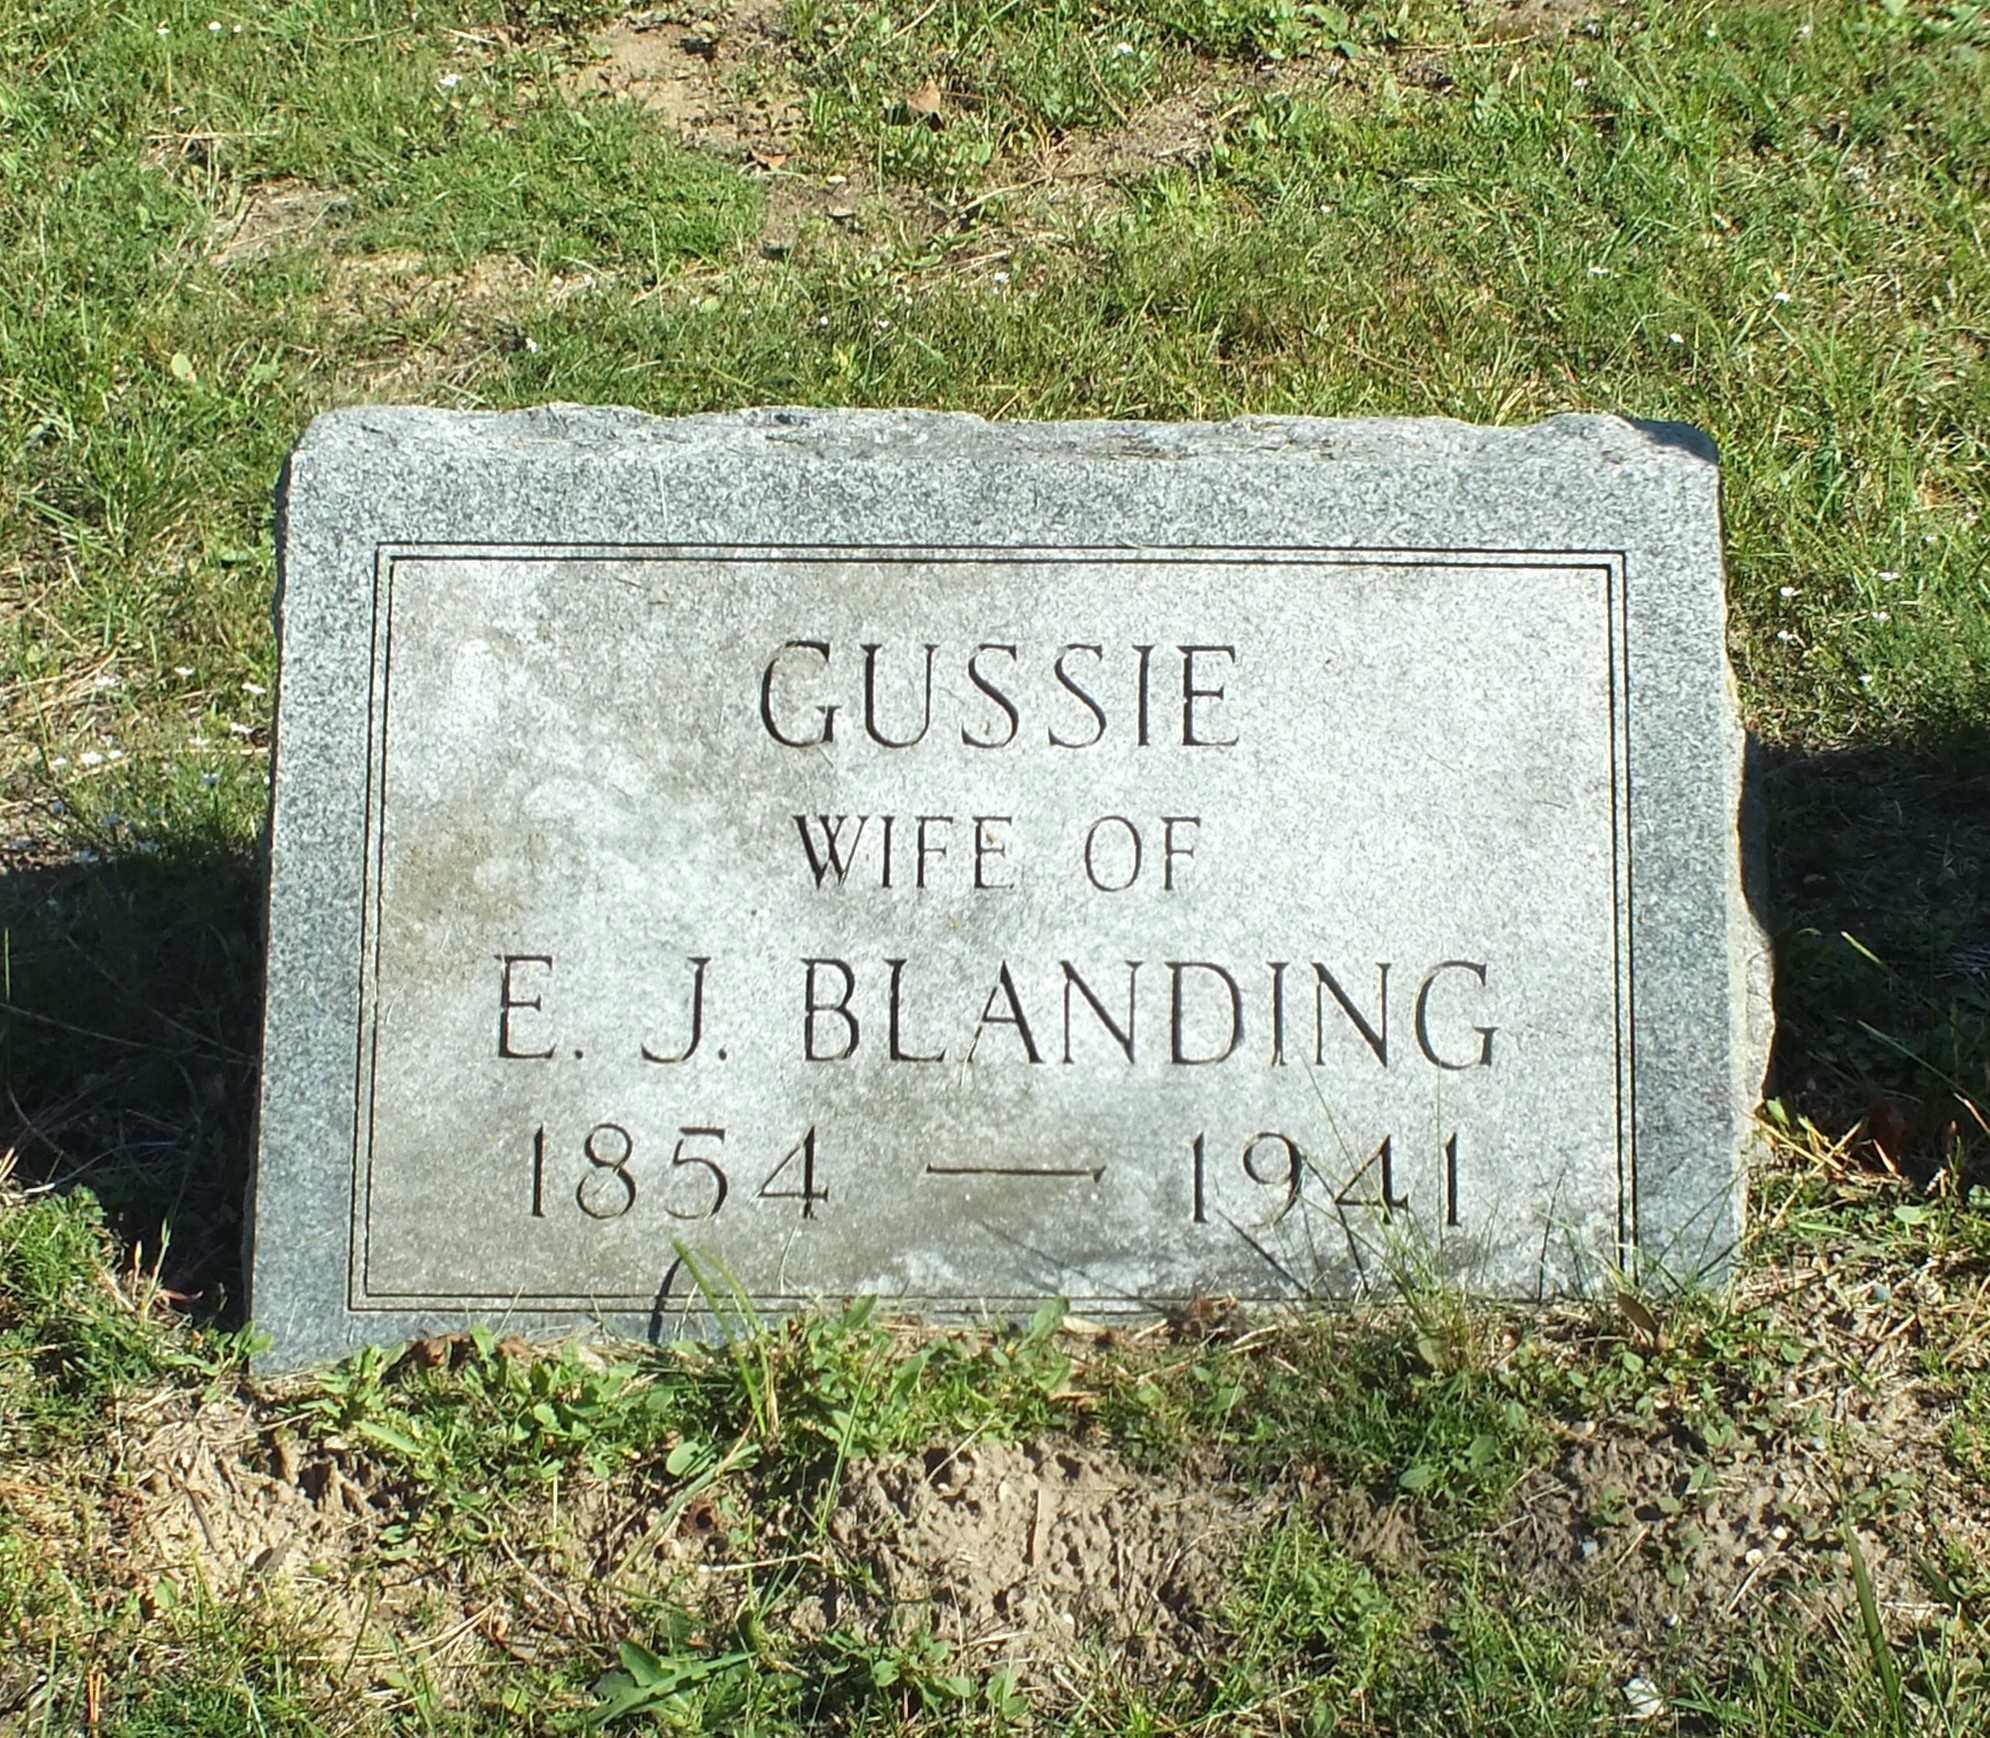 GUSSIE
WIFE OF
E. J. BLANDING
1854 — 1941